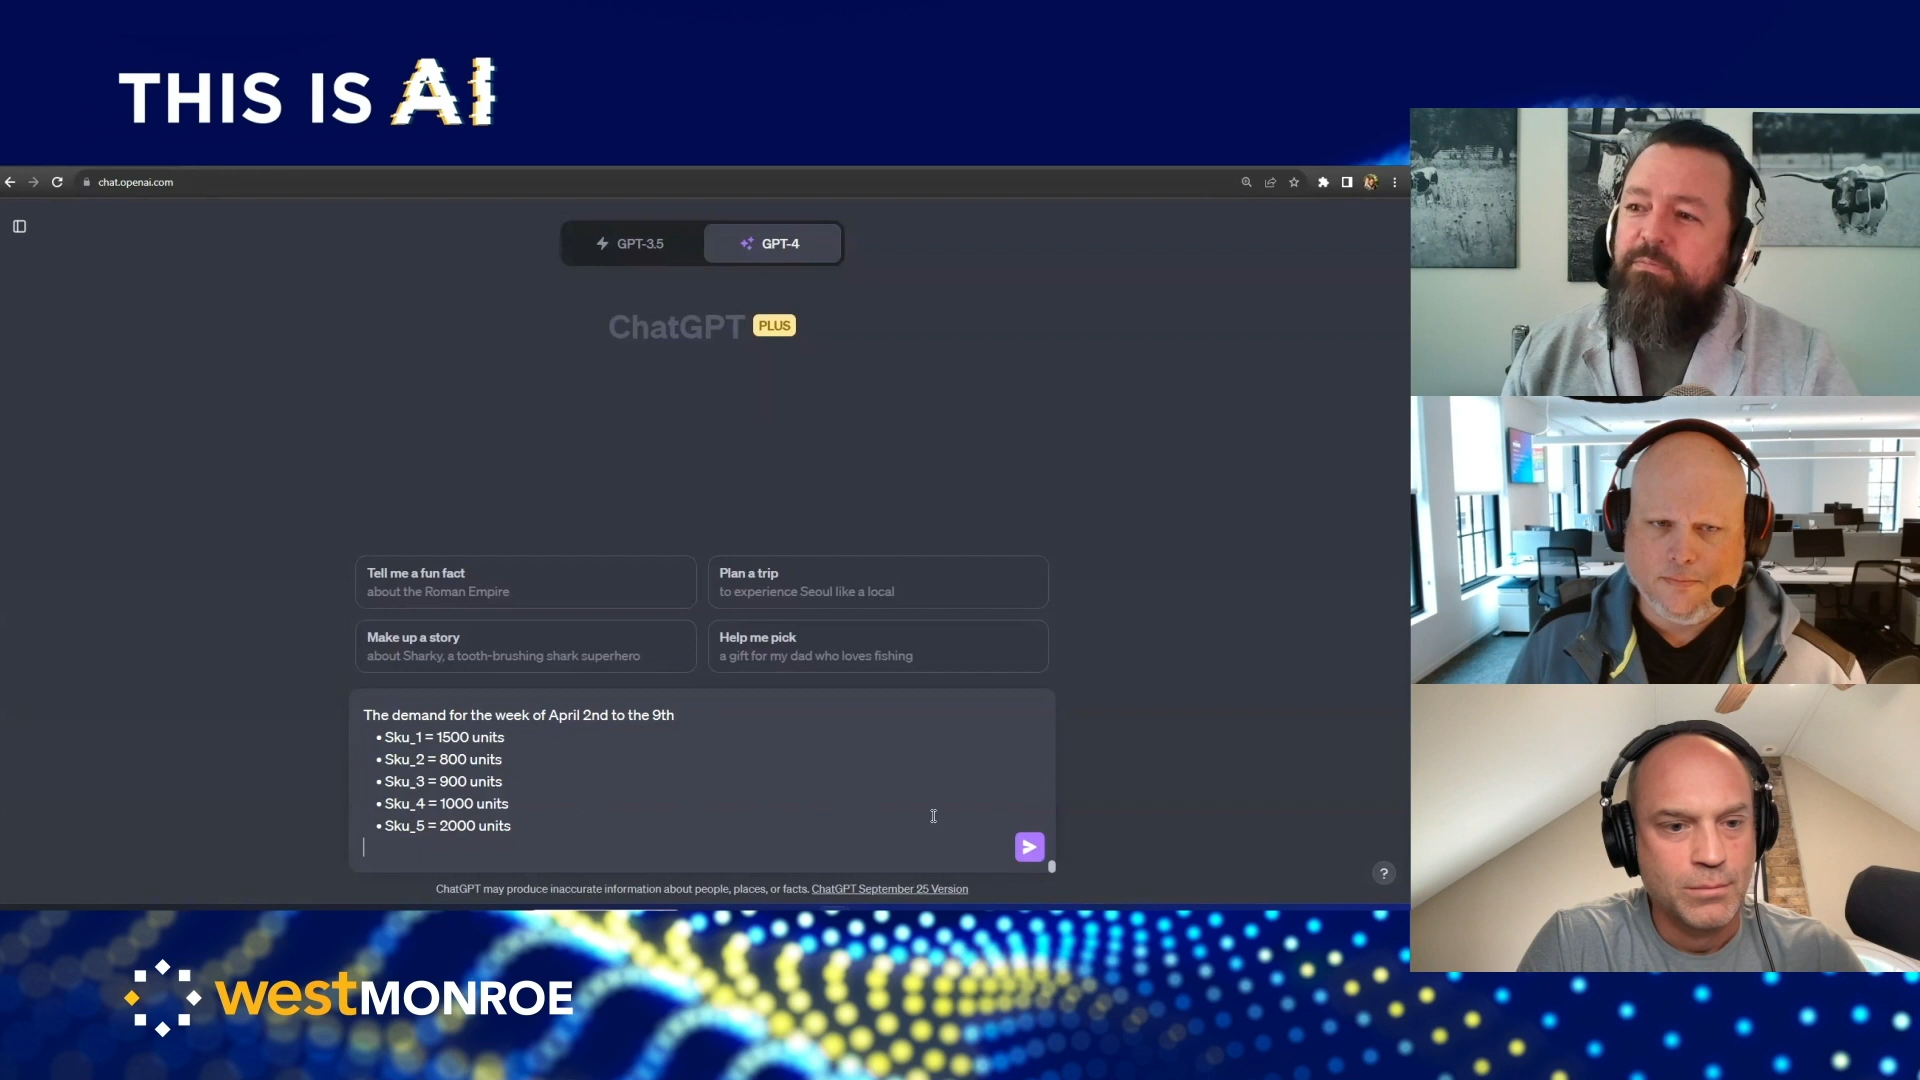 THIS IS AI
chat.openai.com
GPT-3.5
GPT-4
ChatGPT PLUS
Tell me a fun fact
about the Roman Empire
Plan a trip
to experience Seoul like a local
Make up a story
about Sharky, a tooth-brushing shark superhero
Help me pick
a gift for my dad who loves fishing
The demand for the week of April 2nd to the 9th
• Sku_1 = 1500 units
• Sku_2 = 800 units
• Sku_3 = 900 units
• Sku_4 = 1000 units
• Sku_5 = 2000 units
?
ChatGPT may produce inaccurate information about people, places, or facts. ChatGPT September 25 Version
westMONROE